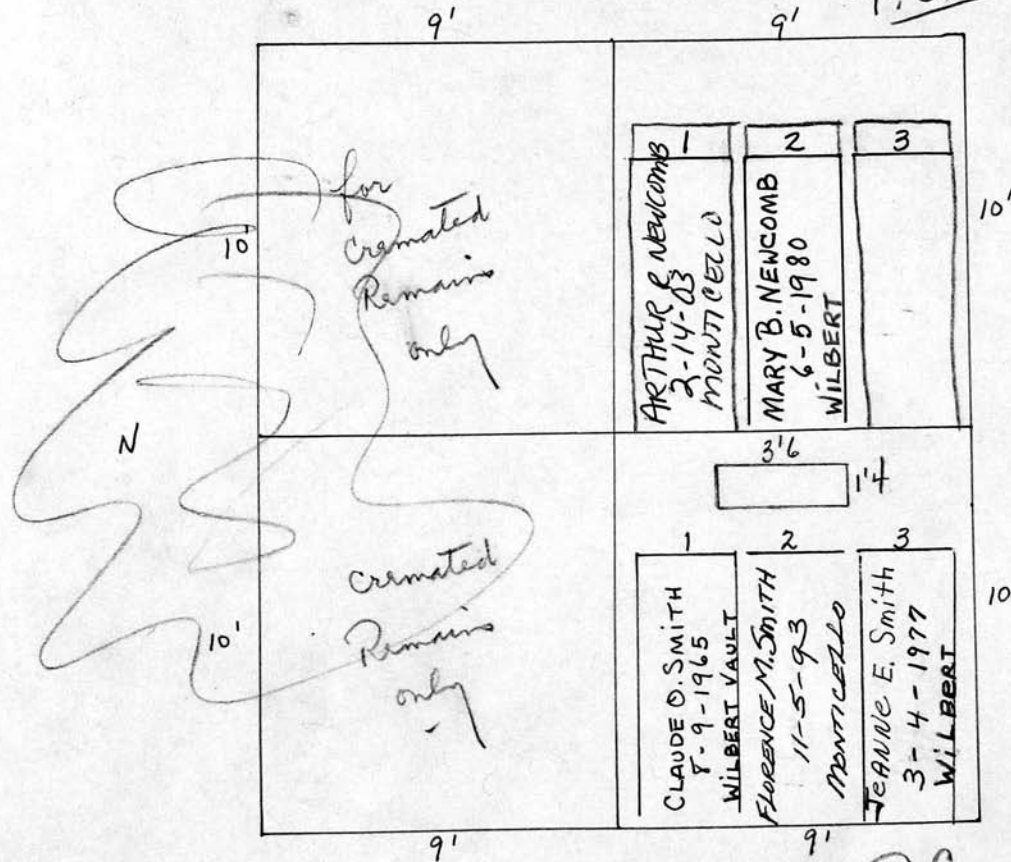 9'
9'
1
2
3
ARTHUR R NEWCOMB
2-14-03
MONTICELLO
MARY B. NEWCOMB
6-5-1980
WILBERT
10'
10'
for
Cremated
Remains
only
N
3'6
1'4
1
2
3
CLAUDE O. SMITH
8-9-1965
WILBERT VAULT
FLORENCE M. SMITH
11-5-93
MONTICELLO
JEANNE E. Smith
3-4-1977
WILBERT
10
10'
cremated
Remains
only
9'
9'